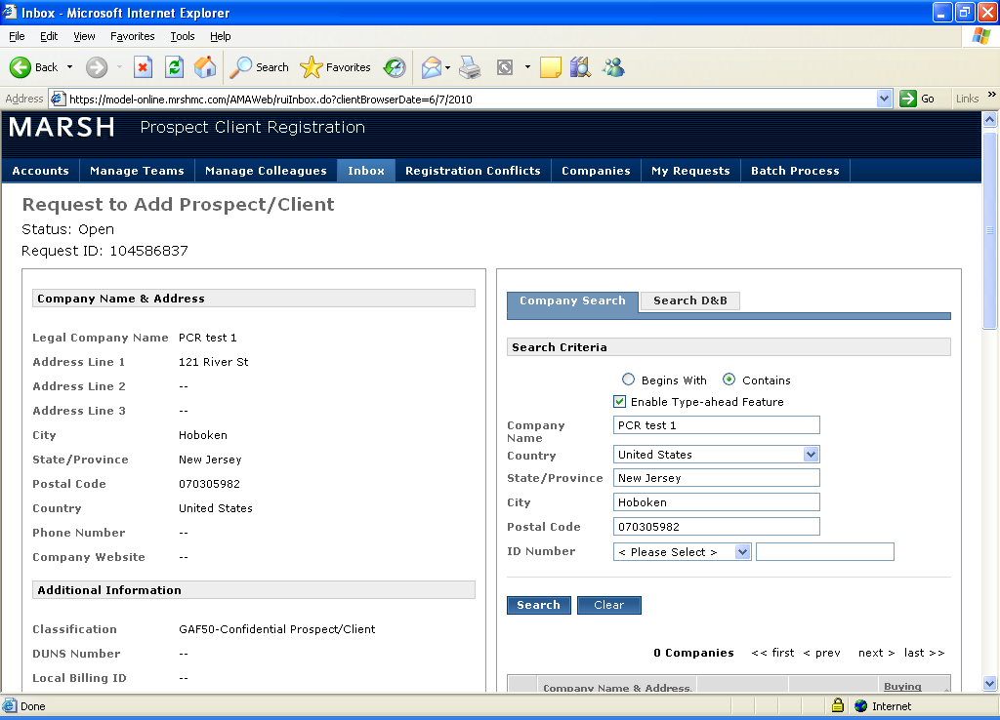 Inbox - Microsoft Internet Explorer
File Edit View Favorites Tools Help
Back Search Favorites
Address https://model-online.mrshmc.com/AMAWeb/ruiInbox.do?clientBrowserDate=6/7/2010 Go Links »
MARSH Prospect Client Registration
Accounts Manage Teams Manage Colleagues Inbox Registration Conflicts Companies My Requests Batch Process
Request to Add Prospect/Client
Status: Open
Request ID: 104586837
Company Name & Address
Legal Company Name PCR test 1
Address Line 1 121 River St
Address Line 2 --
Address Line 3 --
City Hoboken
State/Province New Jersey
Postal Code 070305982
Country United States
Phone Number --
Company Website --
Additional Information
Classification GAF50-Confidential Prospect/Client
DUNS Number --
Local Billing ID --
Company Search Search D&B
Search Criteria
Begins With Contains
Enable Type-ahead Feature
Company Name PCR test 1
Country United States
State/Province New Jersey
City Hoboken
Postal Code 070305982
ID Number < Please Select >
Search Clear
0 Companies << first < prev next > last >>
Company Name & Address, Buying
Done Internet